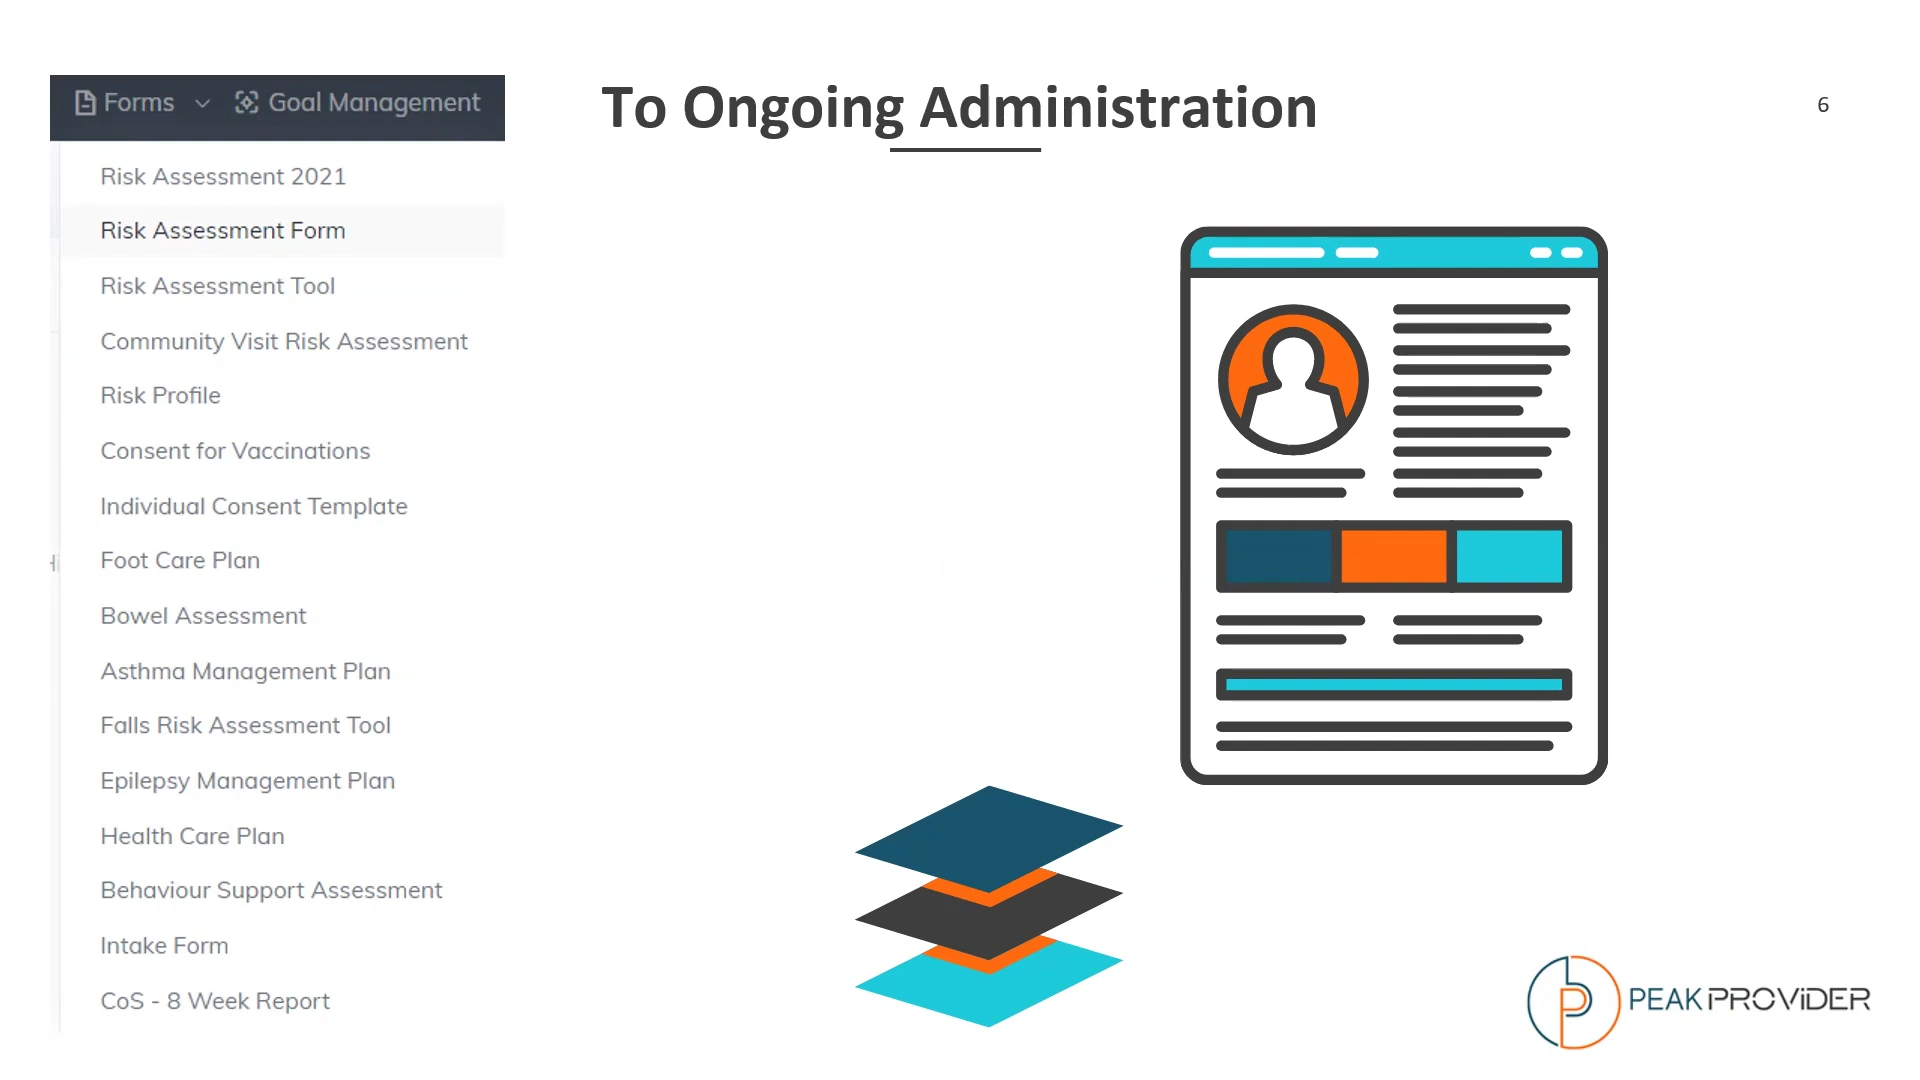 Forms Goal Management
To Ongoing Administration
6
Risk Assessment 2021
Risk Assessment Form
Risk Assessment Tool
Community Visit Risk Assessment
Risk Profile
Consent for Vaccinations
Individual Consent Template
Foot Care Plan
Bowel Assessment
Asthma Management Plan
Falls Risk Assessment Tool
Epilepsy Management Plan
Health Care Plan
Behaviour Support Assessment
Intake Form
CoS - 8 Week Report
PEAKPROViDER